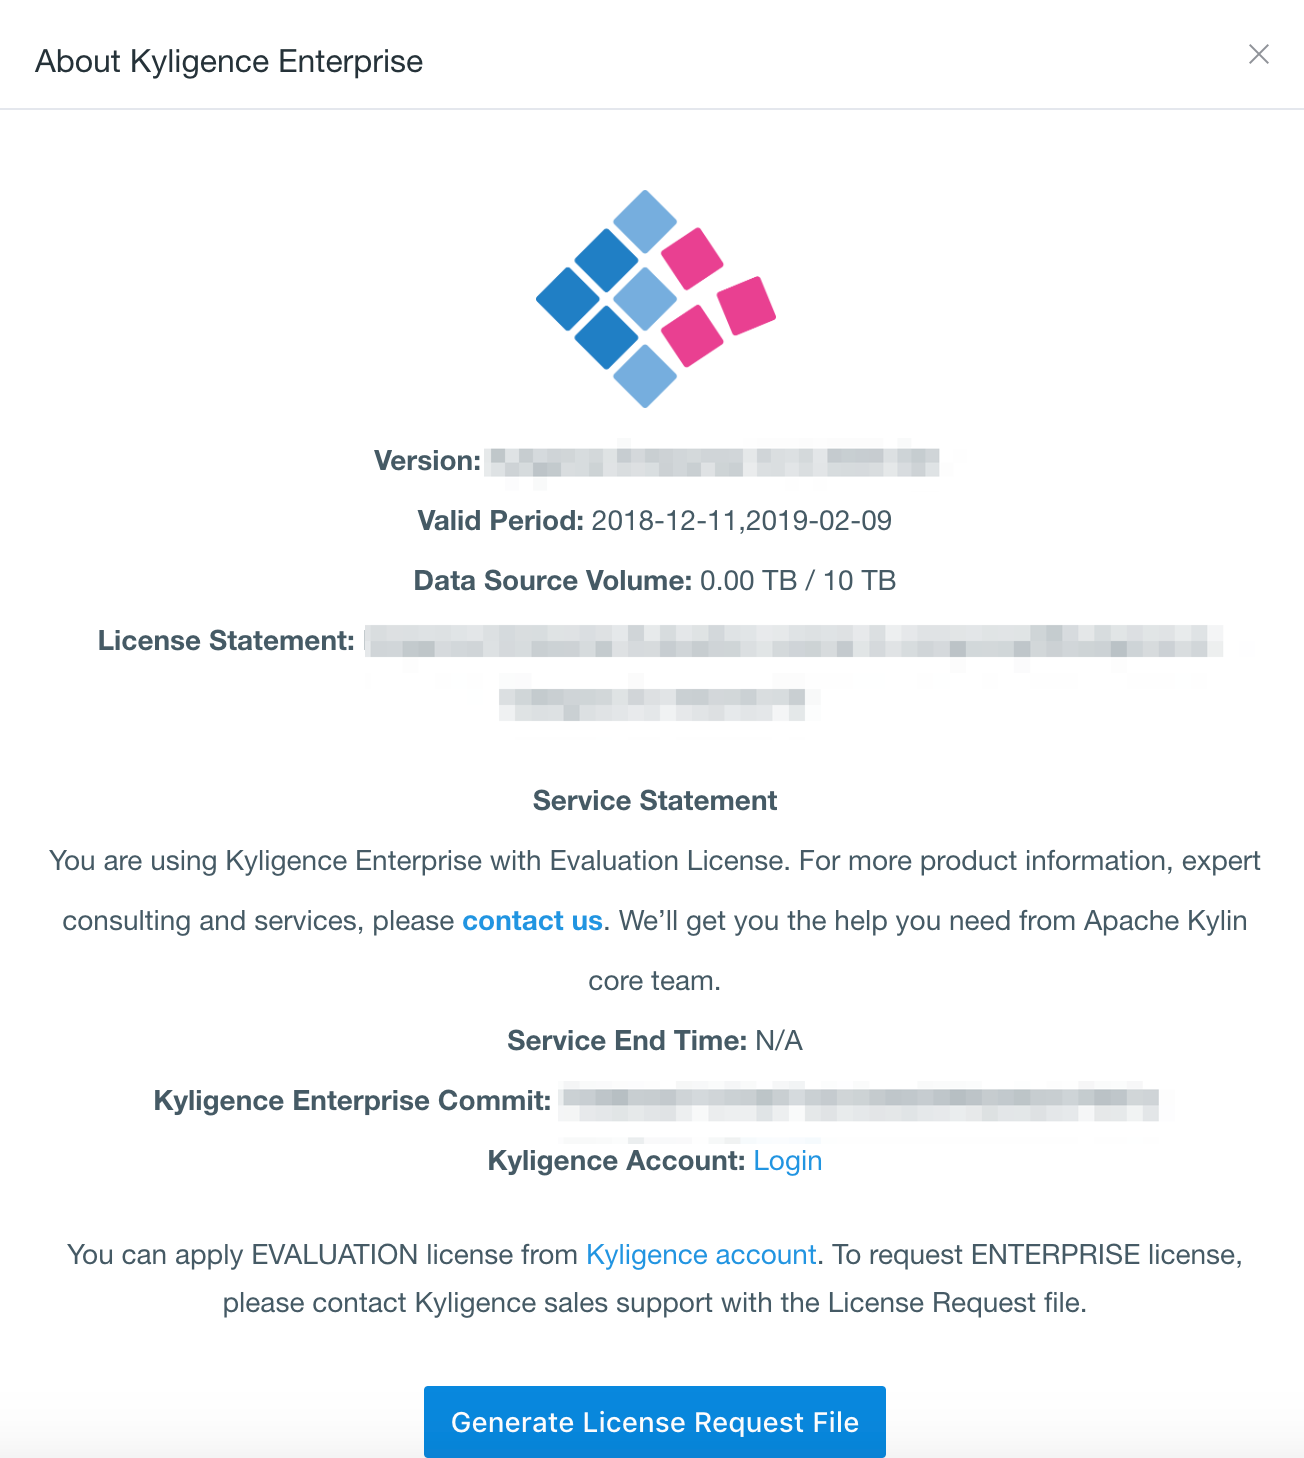 About Kyligence Enterprise
Version:
Valid Period: 2018-12-11,2019-02-09
Data Source Volume: 0.00 TB / 10 TB
License Statement:
Service Statement
You are using Kyligence Enterprise with Evaluation License. For more product information, expert
consulting and services, please contact us. We’ll get you the help you need from Apache Kylin
core team.
Service End Time: N/A
Kyligence Enterprise Commit:
Kyligence Account: Login
You can apply EVALUATION license from Kyligence account. To request ENTERPRISE license,
please contact Kyligence sales support with the License Request file.
Generate License Request File